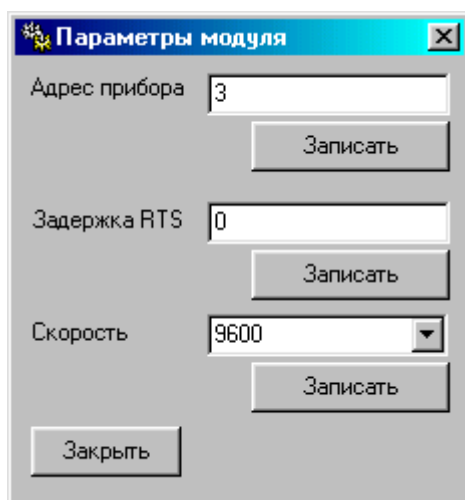 Параметры модуля
Адрес прибора 3
Записать
Задержка RTS 0
Записать
Скорость 9600
Записать
Закрыть